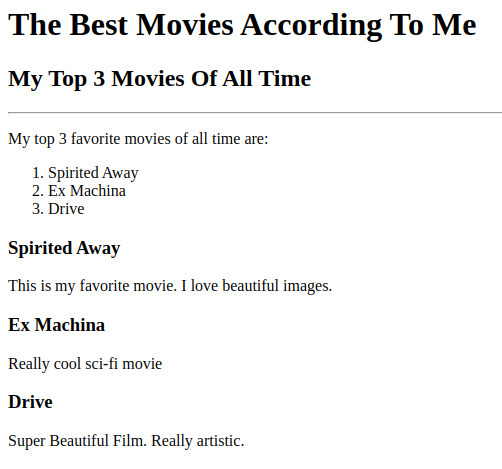 The Best Movies According To Me
My Top 3 Movies Of All Time
My top 3 favorite movies of all time are:
1. Spirited Away
2. Ex Machina
3. Drive
Spirited Away
This is my favorite movie. I love beautiful images.
Ex Machina
Really cool sci-fi movie
Drive
Super Beautiful Film. Really artistic.